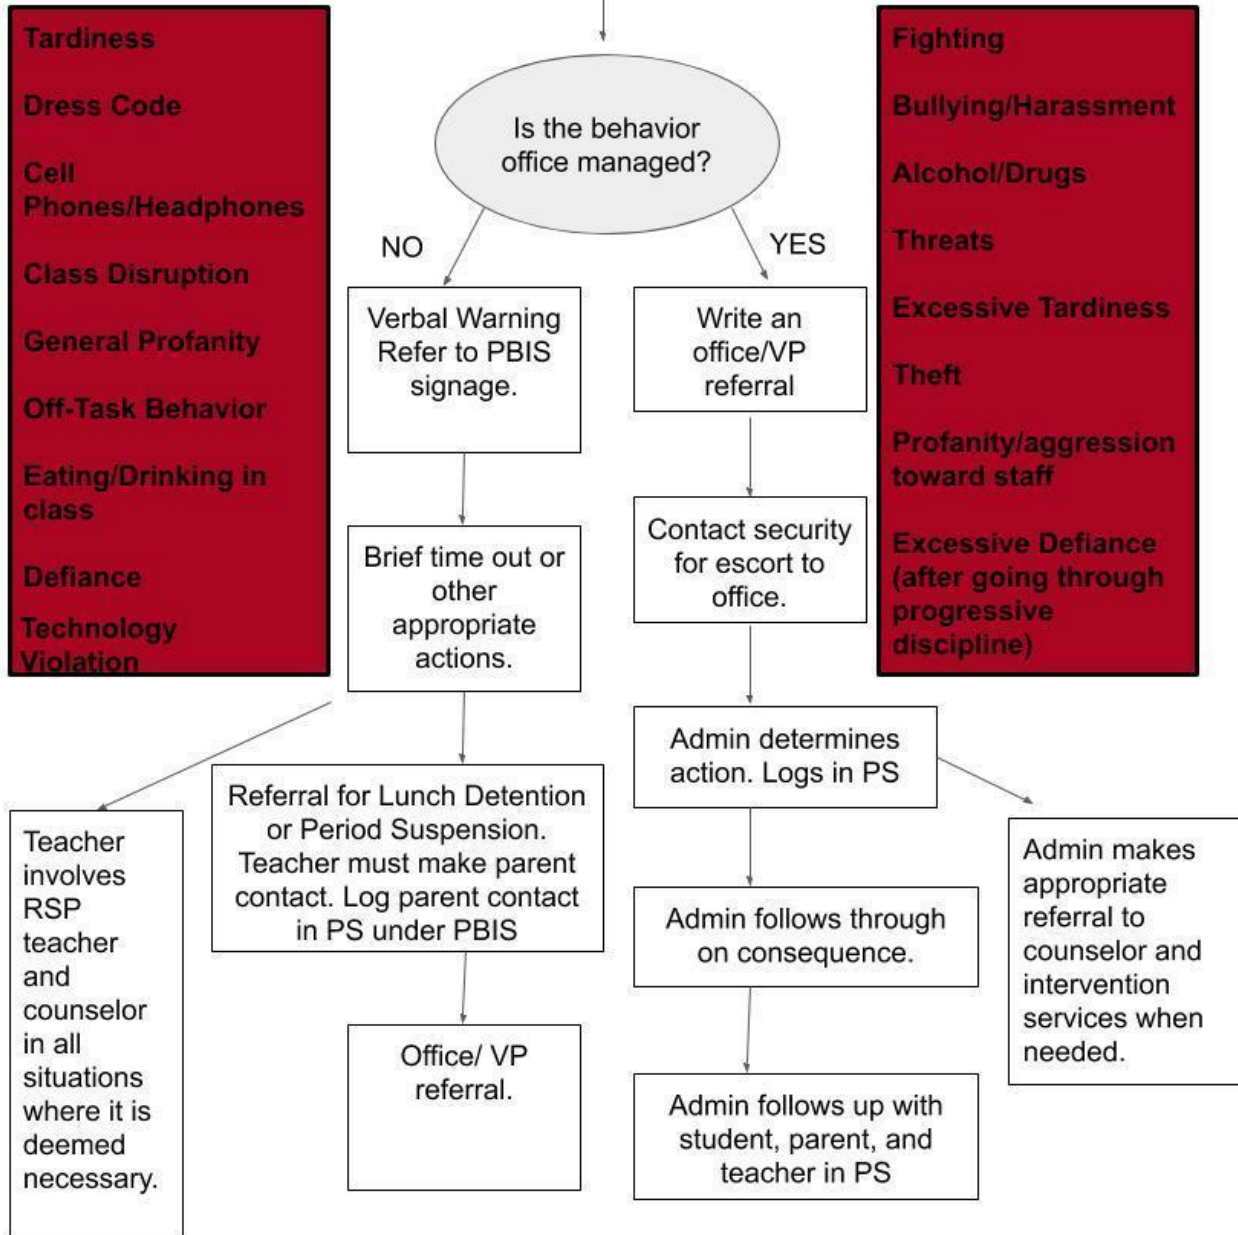 Tardiness
Dress Code
Cell
Phones/Headphones
Class Disruption
General Profanity
Off-Task Behavior
Eating/Drinking in
class
Defiance
Technology
Violation
Is the behavior
office managed?
NO
YES
Fighting
Bullying/Harassment
Alcohol/Drugs
Threats
Excessive Tardiness
Theft
Profanity/aggression
toward staff
Excessive Defiance
(after going through
progressive
discipline)
Verbal Warning
Refer to PBIS
signage.
Brief time out or
other
appropriate
actions.
Teacher
involves
RSP
teacher
and
counselor
in all
situations
where it is
deemed
necessary.
Referral for Lunch Detention
or Period Suspension.
Teacher must make parent
contact. Log parent contact
in PS under PBIS
Office/ VP
referral.
Write an
office/VP
referral
Contact security
for escort to
office.
Admin determines
action. Logs in PS
Admin follows through
on consequence.
Admin follows up with
student, parent, and
teacher in PS
Admin makes
appropriate
referral to
counselor and
intervention
services when
needed.